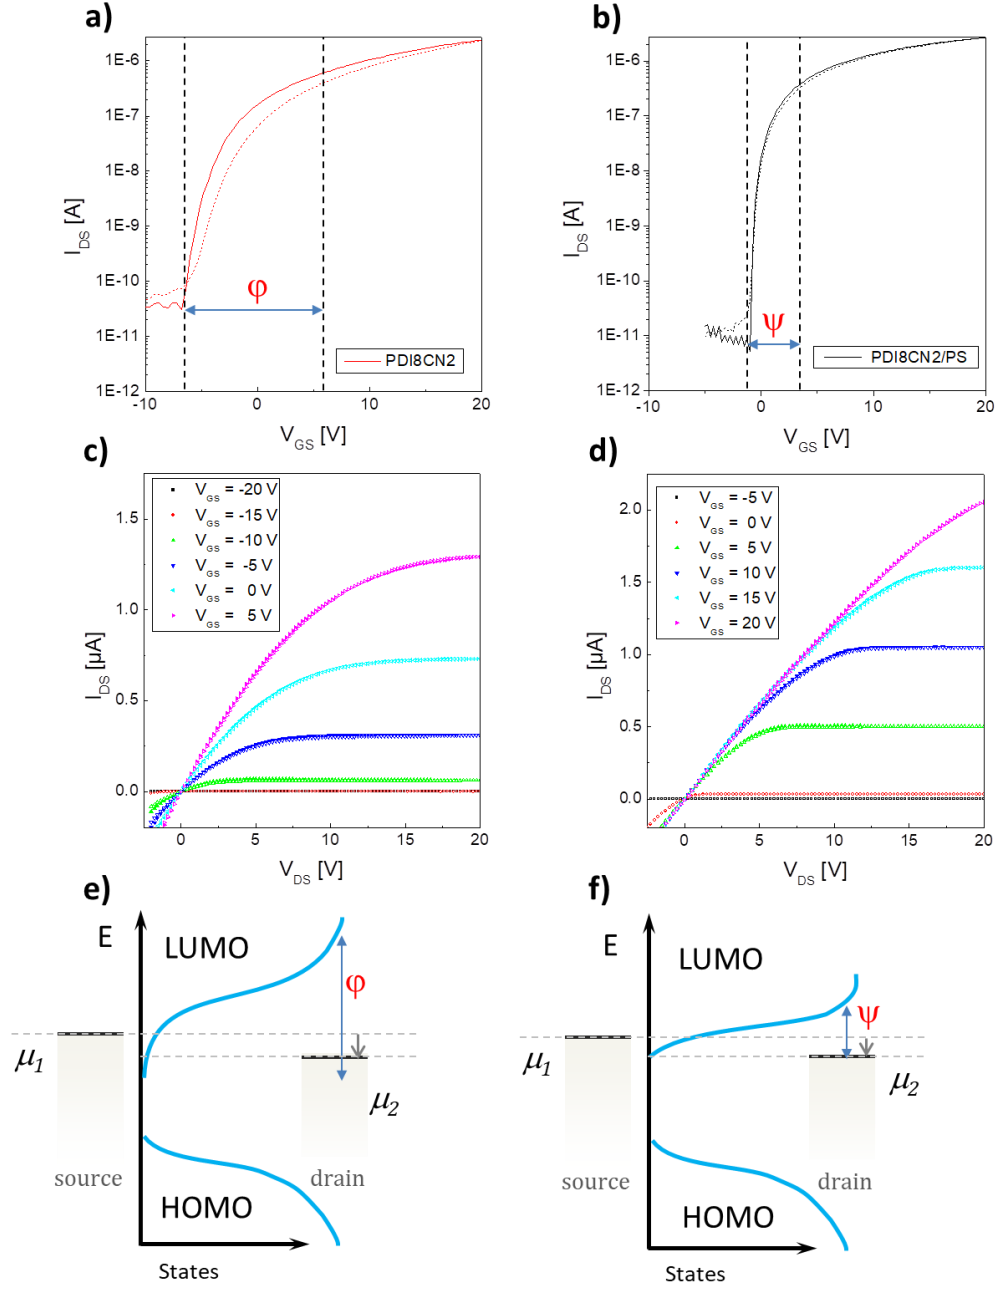 a)
1E-6
1E-7
1E-8
1E-9
1E-10
1E-11
1E-12
I_DS [A]
φ
PDI8CN2
-10 0 10 20
V_GS [V]
b)
1E-6
1E-7
1E-8
1E-9
1E-10
1E-11
1E-12
I_DS [A]
ψ
PDI8CN2/PS
-10 0 10 20
V_GS [V]
c)
V_GS = -20 V
V_GS = -15 V
V_GS = -10 V
V_GS = -5 V
V_GS = 0 V
V_GS = 5 V
1.5
1.0
0.5
0.0
I_DS [µA]
0 5 10 15 20
V_DS [V]
d)
V_GS = -5 V
V_GS = 0 V
V_GS = 5 V
V_GS = 10 V
V_GS = 15 V
V_GS = 20 V
2.0
1.5
1.0
0.5
0.0
I_DS [µA]
0 5 10 15 20
V_DS [V]
e)
E
LUMO
φ
μ1
μ2
source
drain
HOMO
States
f)
E
LUMO
ψ
μ1
μ2
source
drain
HOMO
States